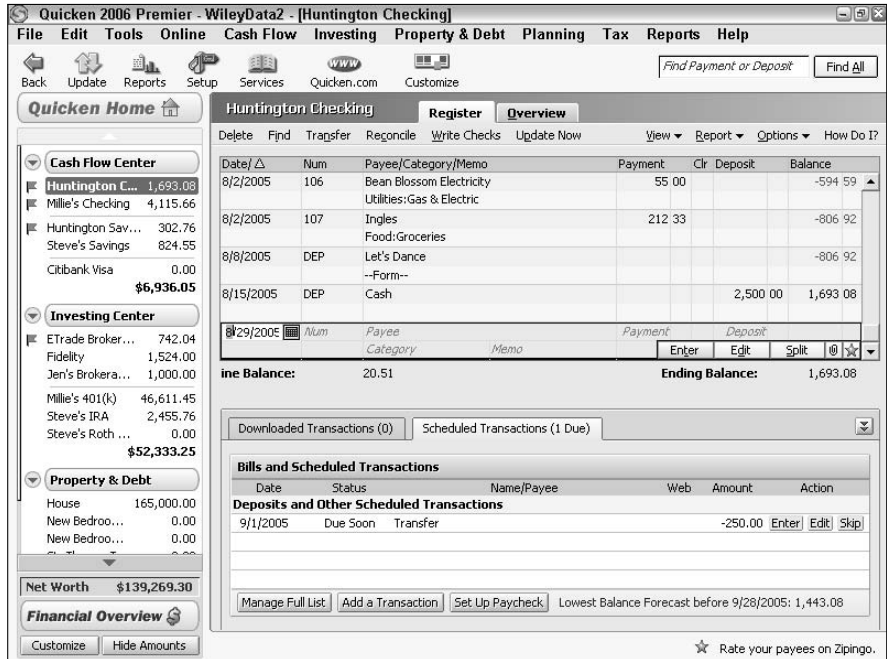 Quicken 2006 Premier - WileyData2 - [Huntington Checking]
File Edit Tools Online Cash Flow Investing Property & Debt Planning Tax Reports Help
Back Update Reports Setup Services Quicken.com Customize
www
Find Payment or Deposit Find All
Quicken Home
Cash Flow Center
Huntington C... 1,693.08
Millie's Checking 4,115.66
Huntington Sav... 302.76
Steve's Savings 824.55
Citibank Visa 0.00
$6,936.05
Investing Center
ETrade Broker... 742.04
Fidelity 1,524.00
Jen's Brokera... 1,000.00
Millie's 401(k) 46,611.45
Steve's IRA 2,455.76
Steve's Roth ... 0.00
$52,333.25
Property & Debt
House 165,000.00
New Bedroo... 0.00
New Bedroo... 0.00
Net Worth $139,269.30
Financial Overview
Customize Hide Amounts
Huntington Checking Register Overview
Delete Find Transfer Reconcile Write Checks Update Now View Report Options How Do I?
Date/ Num Payee/Category/Memo Payment Clr Deposit Balance
8/2/2005 106 Bean Blossom Electricity 55 00 -594 59
Utilities:Gas & Electric
8/2/2005 107 Ingles 212 33 -806 92
Food:Groceries
8/8/2005 DEP Let's Dance -806 92
--Form--
8/15/2005 DEP Cash 2,500 00 1,693 08
8/29/2005 Num Payee Payment Deposit
Category Memo Enter Edit Split
ine Balance: 20.51 Ending Balance: 1,693.08
Downloaded Transactions (0) Scheduled Transactions (1 Due)
Bills and Scheduled Transactions
Date Status Name/Payee Web Amount Action
Deposits and Other Scheduled Transactions
9/1/2005 Due Soon Transfer -250.00 Enter Edit Skip
Manage Full List Add a Transaction Set Up Paycheck Lowest Balance Forecast before 9/28/2005: 1,443.08
Rate your payees on Zipingo.